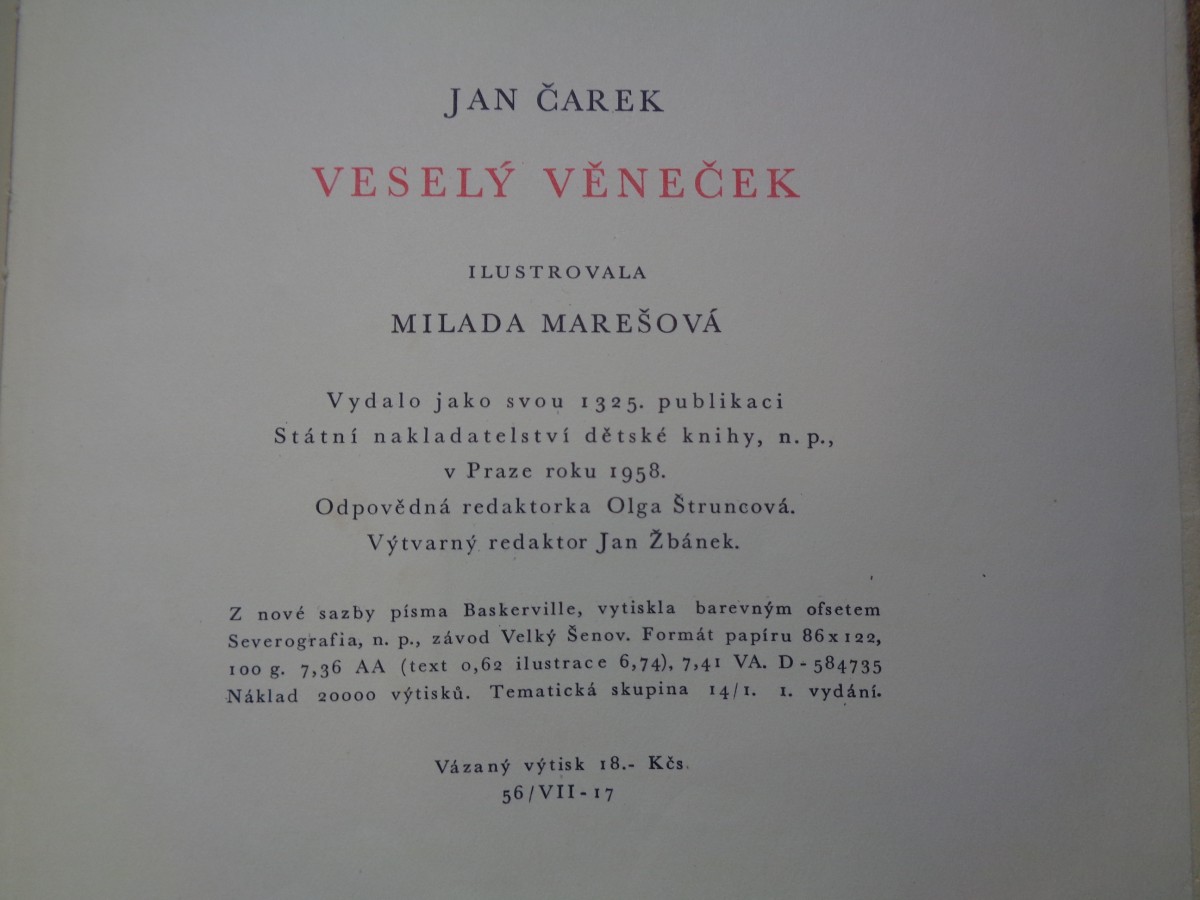 JAN ČAREK
VESELÝ VĚNEČEK
ILUSTROVALA
MILADA MAREŠOVÁ
Vydalo jako svou 1325. publikaci
Státní nakladatelství dětské knihy, n. p.,
v Praze roku 1958.
Odpovědná redaktorka Olga Štruncová.
Výtvarný redaktor Jan Žbánek.
Z nové sazby písma Baskerville, vytiskla barevným ofsetem
Severografia, n. p., závod Velký Šenov. Formát papíru 86x122,
100 g. 7,36 AA (text 0,62 ilustrace 6,74), 7,41 VA. D - 584735
Náklad 20000 výtisků. Tematická skupina 14/1. 1. vydání.
Vázaný výtisk 18.- Kčs.
56/VII-17